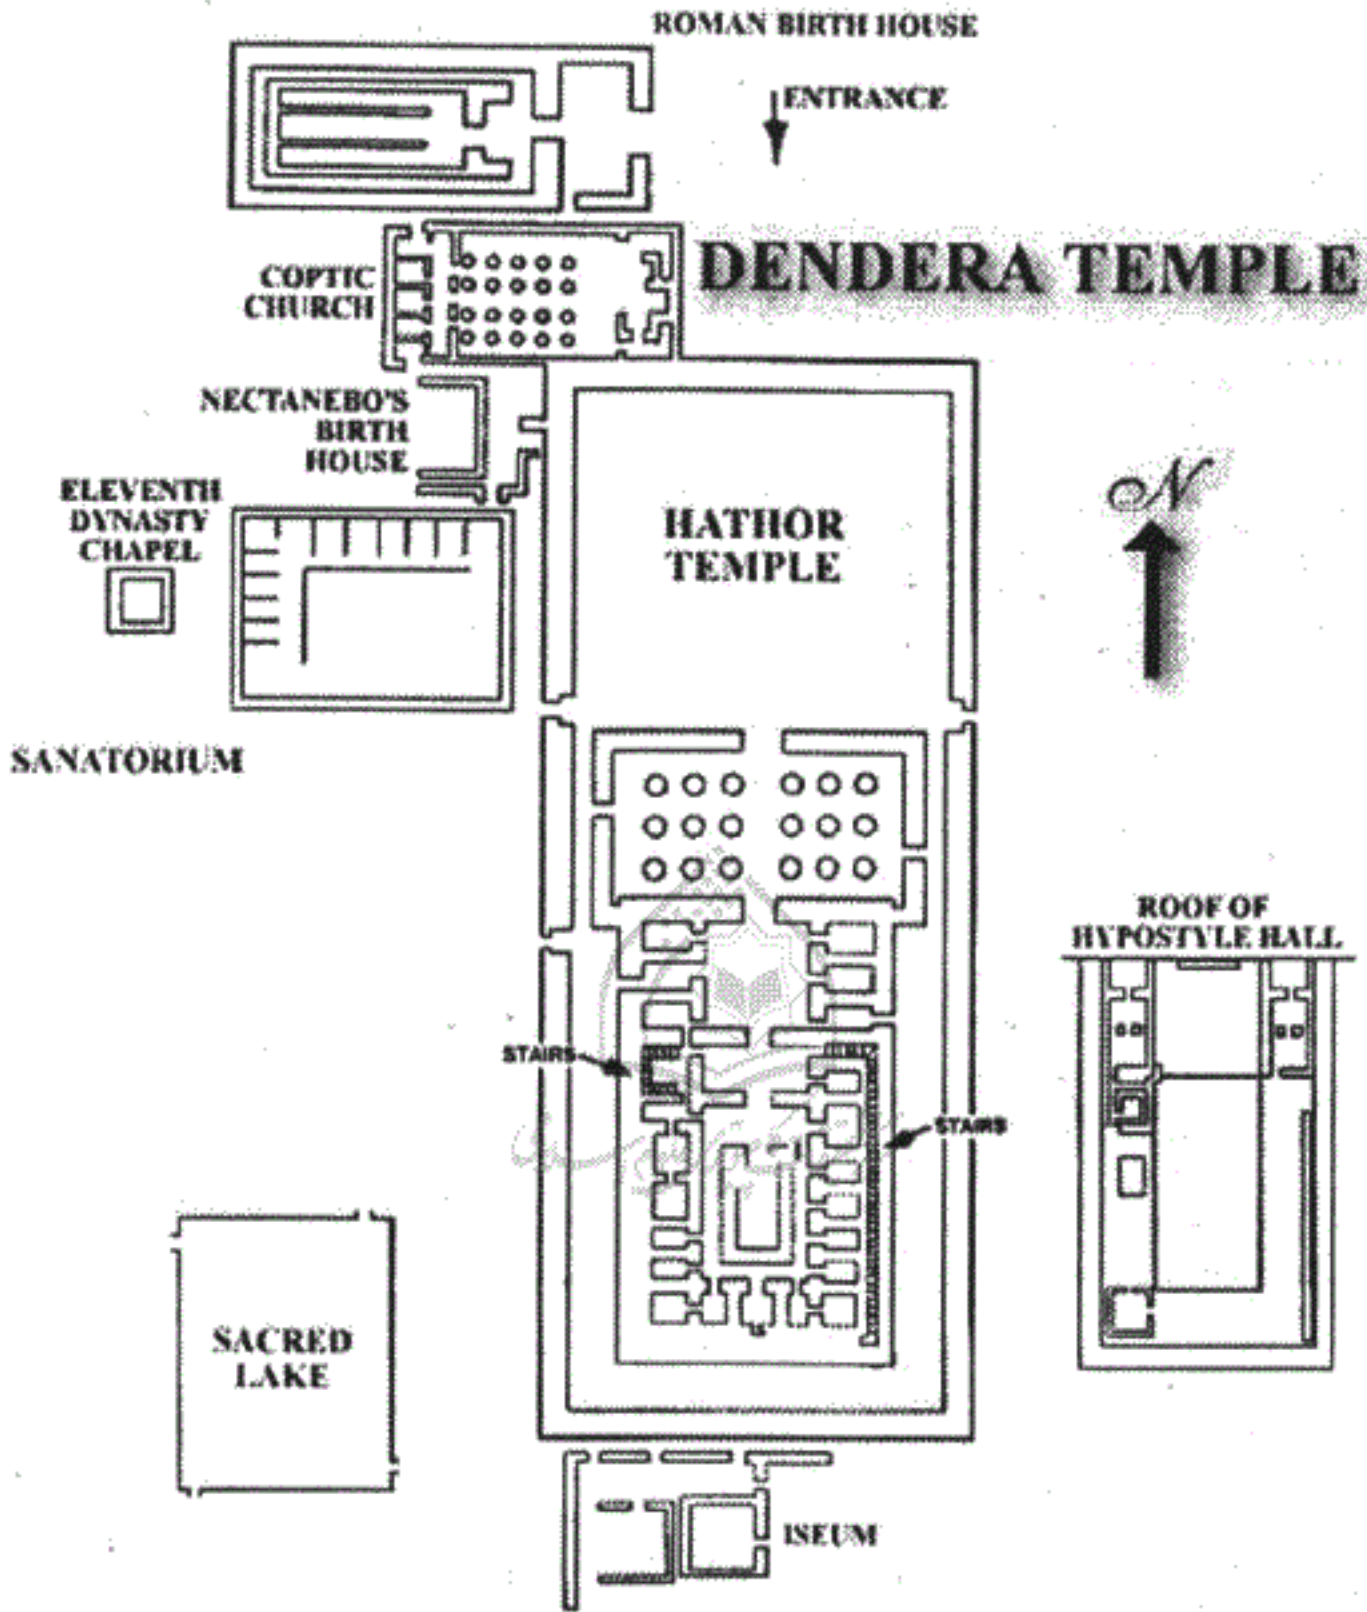 ROMAN BIRTH HOUSE
ENTRANCE
DENDERA TEMPLE
COPTIC
CHURCH
NECTANEBO'S
BIRTH
HOUSE
ELEVENTH
DYNASTY
CHAPEL
HATHOR
TEMPLE
N
SANATORIUM
ROOF OF
HYPOSTYLE HALL
STAIRS
STAIRS
SACRED
LAKE
ISEUM